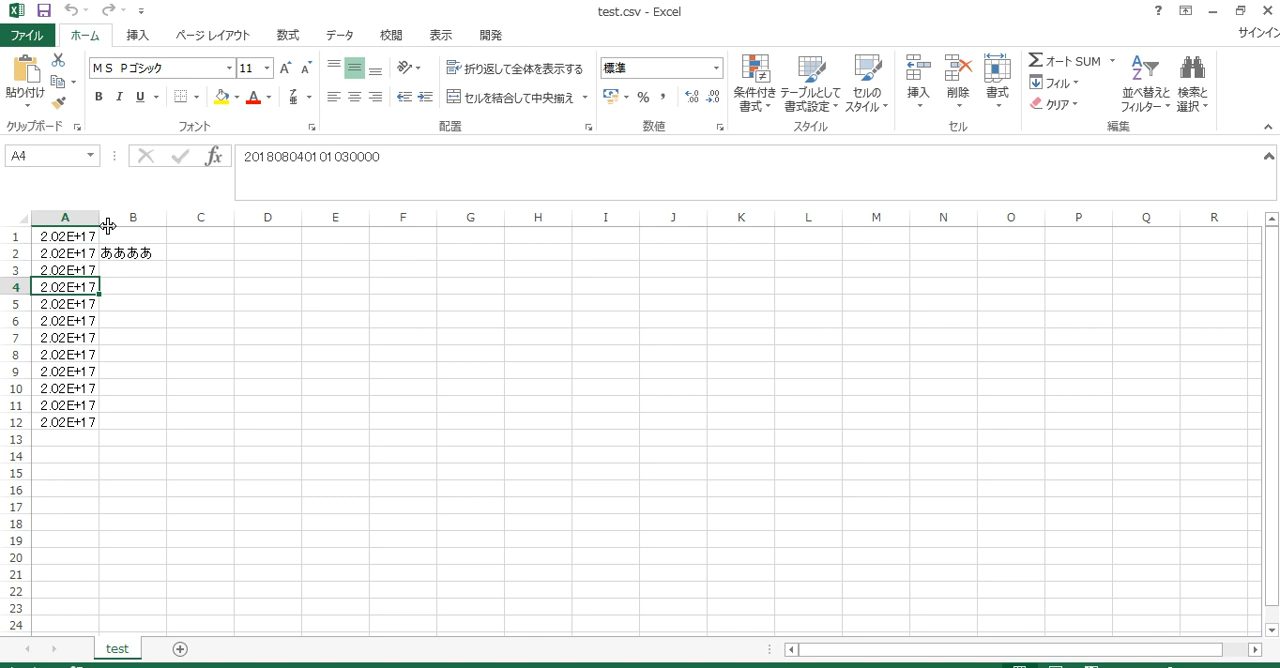 test.csv - Excel
?
ファイル ホーム 挿入 ページ レイアウト 数式 データ 校閲 表示 開発 サインイン
貼り付け
クリップボード
ＭＳ Ｐゴシック 11
B I U A 亜
フォント
折り返して全体を表示する
セルを結合して中央揃え
配置
標準
% ,
数値
条件付き書式 テーブルとして書式設定 セルのスタイル
スタイル
挿入 削除 書式
セル
Σ オート SUM
フィル
クリア
並べ替えとフィルター 検索と選択
編集
A4 fx 201808040101030000
A B C D E F G H I J K L M N O P Q R
1 2.02E+17
2 2.02E+17 ああああ
3 2.02E+17
4 2.02E+17
5 2.02E+17
6 2.02E+17
7 2.02E+17
8 2.02E+17
9 2.02E+17
10 2.02E+17
11 2.02E+17
12 2.02E+17
13
14
15
16
17
18
19
20
21
22
23
24
test